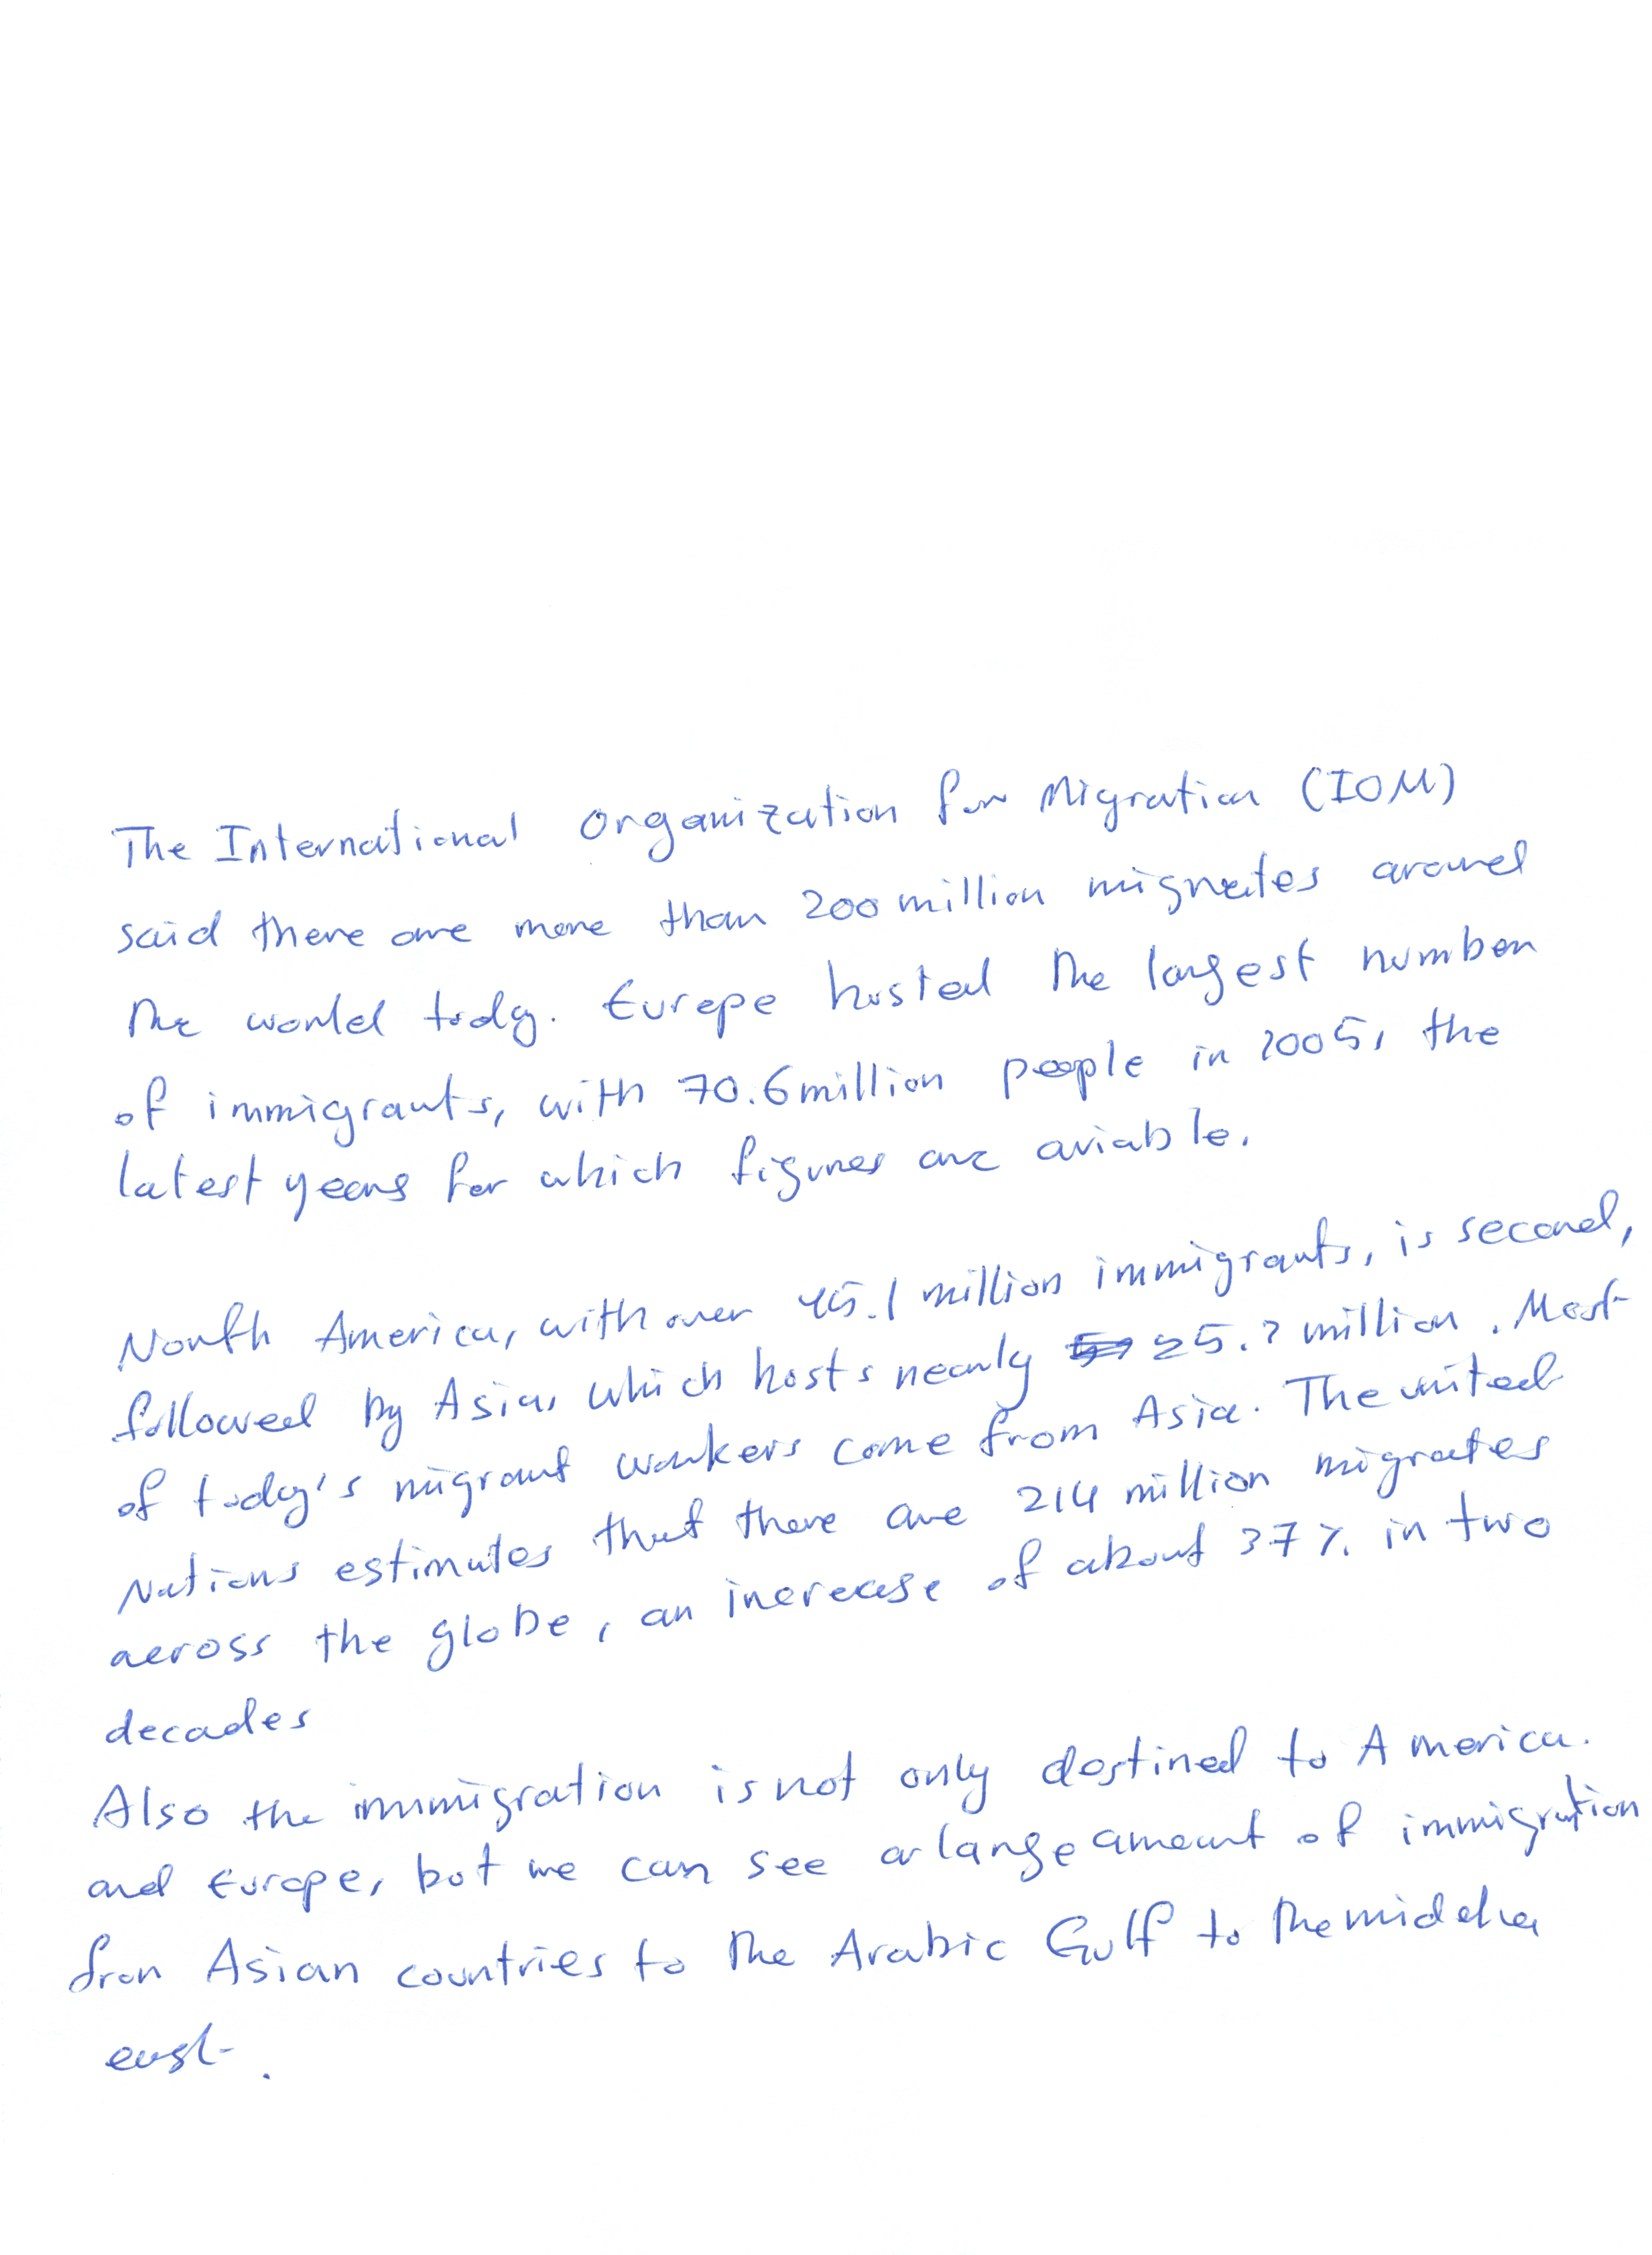 The International Organization for Migration (IOM)
said there are more than 200 million migrates around
the world tody. Europe hosted the largest number
of immigrants, with 70.6 million people in 2005, the
latest years for which figures are aviable.
North America, with over 45.1 million immigrants, is second,
followed by Asia, which hosts nearly 25.? million. Most
of tody's migrant workers come from Asia. The united
Nations estimates that there are 214 million migrates
across the globe, an increase of about 37% in two
decades
Also the immigration is not only destined to America.
and Europe, but we can see a large amount of immigration
from Asian countries to the Arabic Gulf to the
east.